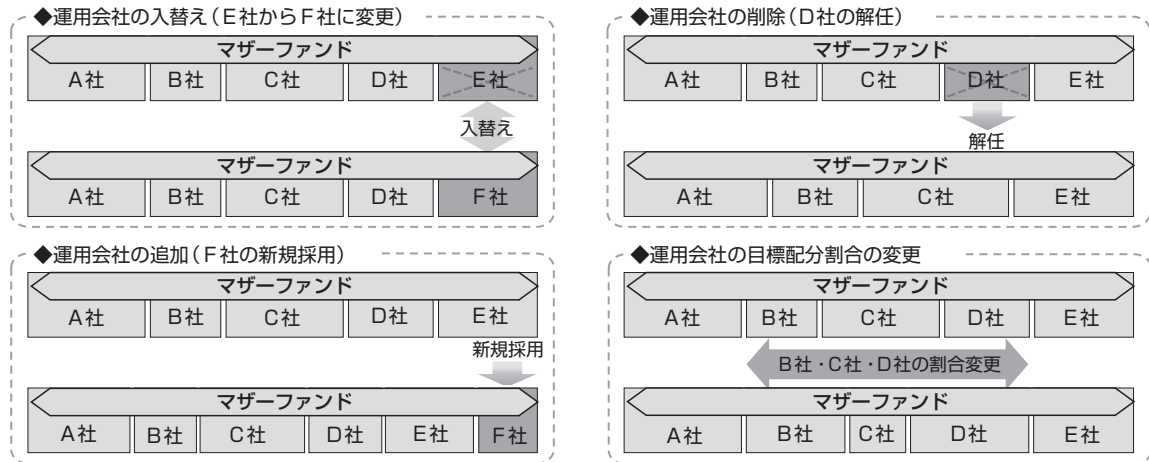 ◆運用会社の入替え(E社からF社に変更)
マザーファンド
A社 B社 C社 D社 E社
入替え
マザーファンド
A社 B社 C社 D社 F社
◆運用会社の削除(D社の解任)
マザーファンド
A社 B社 C社 D社 E社
解任
マザーファンド
A社 B社 C社 E社
◆運用会社の追加(F社の新規採用)
マザーファンド
A社 B社 C社 D社 E社
新規採用
マザーファンド
A社 B社 C社 D社 E社 F社
◆運用会社の目標配分割合の変更
マザーファンド
A社 B社 C社 D社 E社
B社・C社・D社の割合変更
マザーファンド
A社 B社 C社 D社 E社